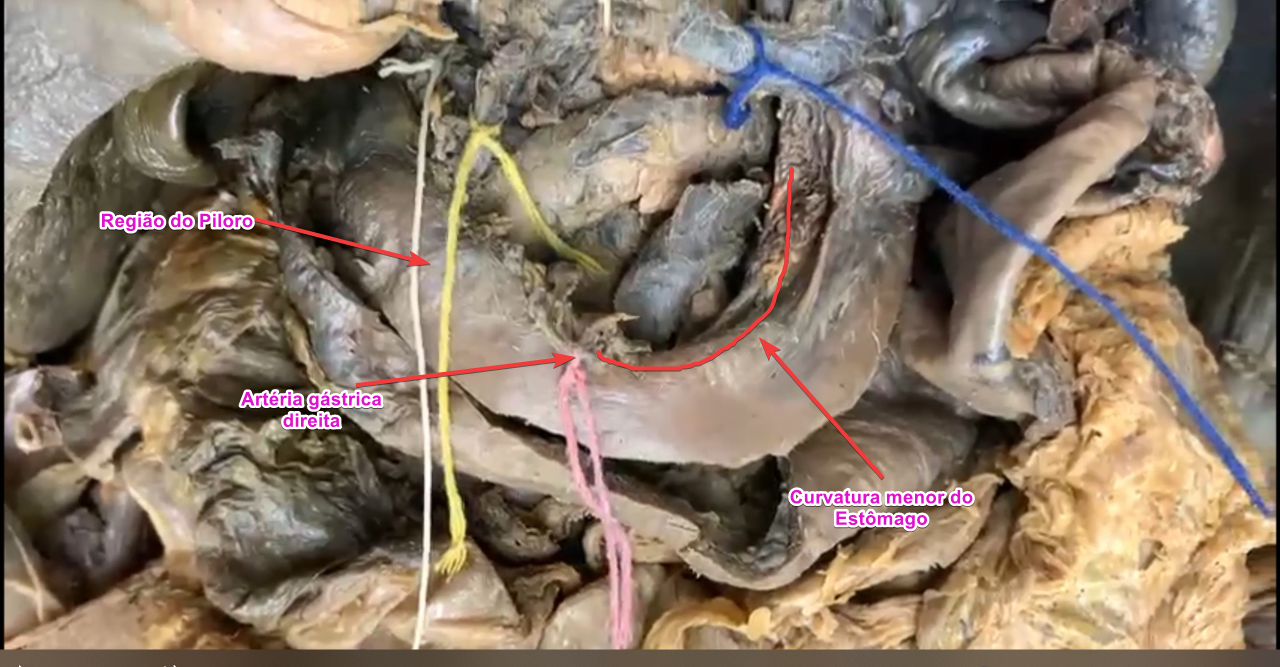 Região do Piloro
Artéria gástrica
direita
Curvatura menor do
Estômago